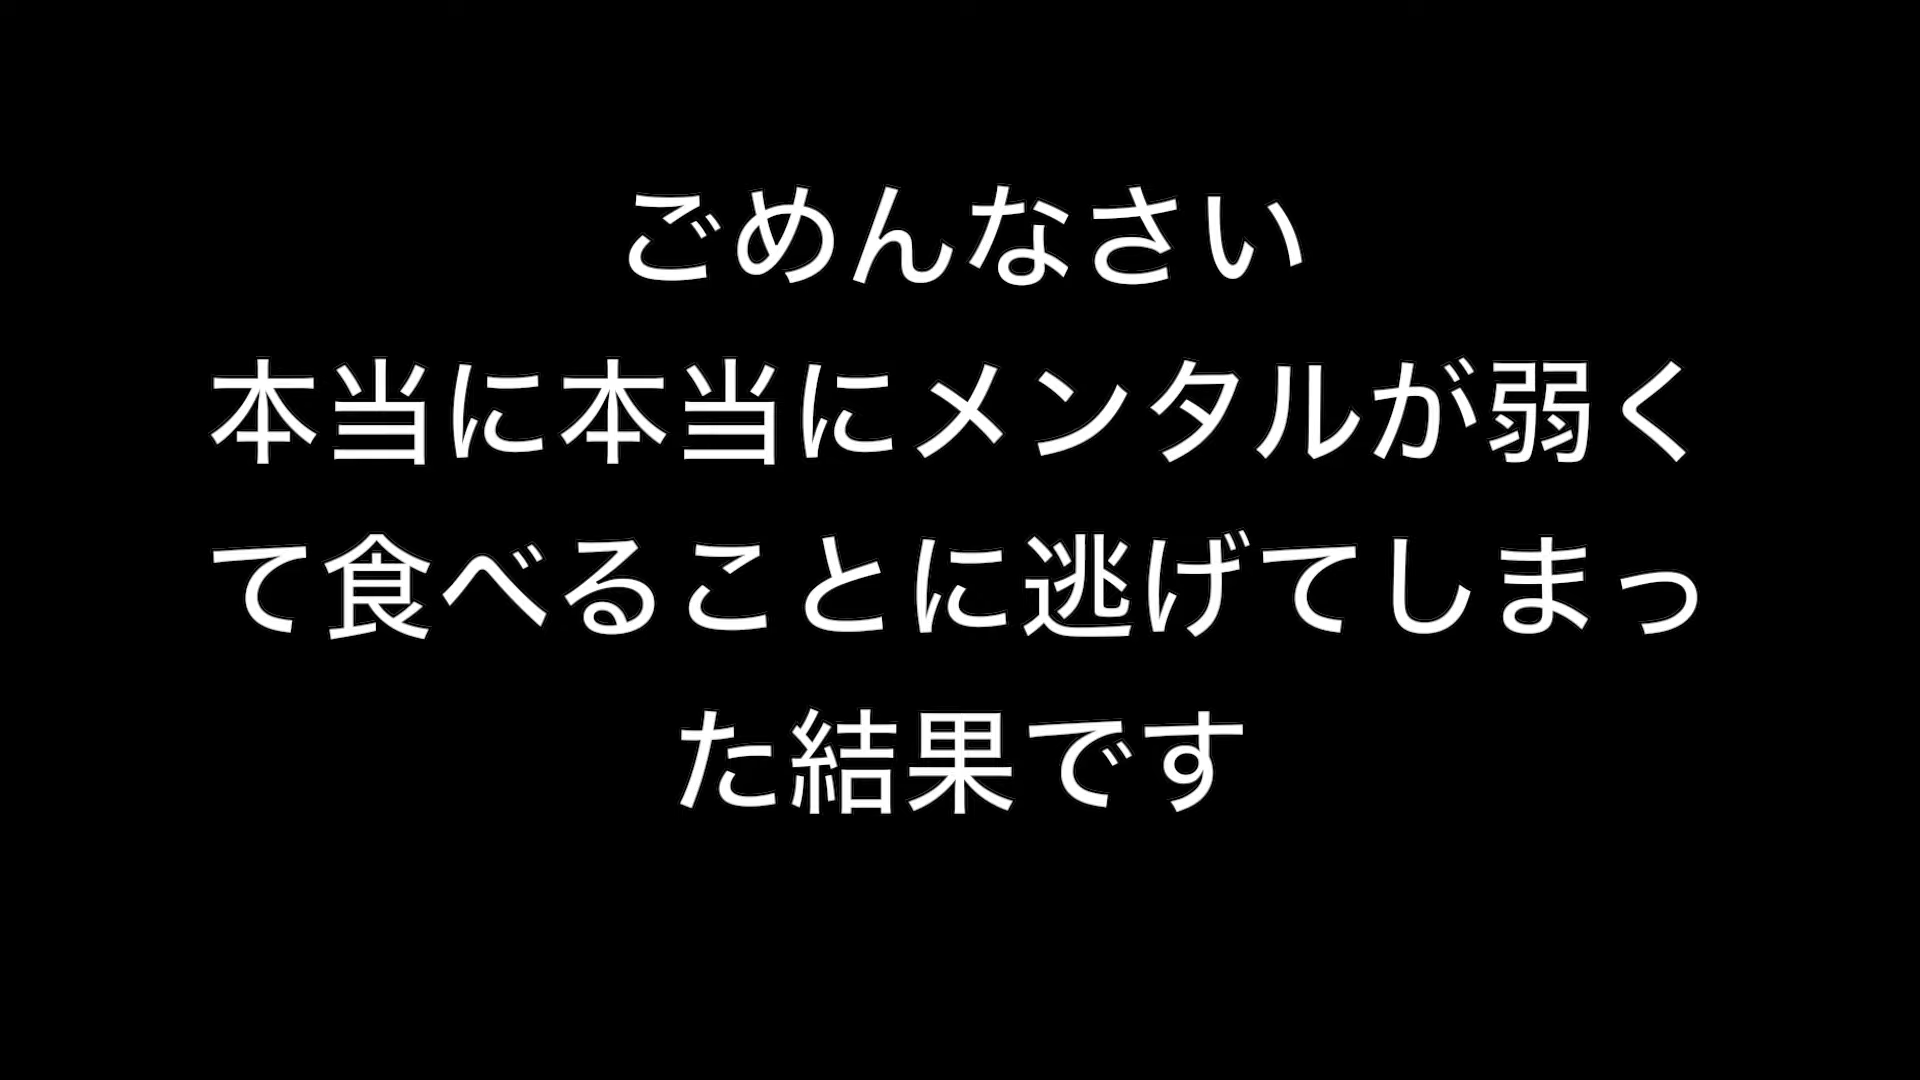 ごめんなさい
本当に本当にメンタルが弱く
て食べることに逃げてしまっ
た結果です